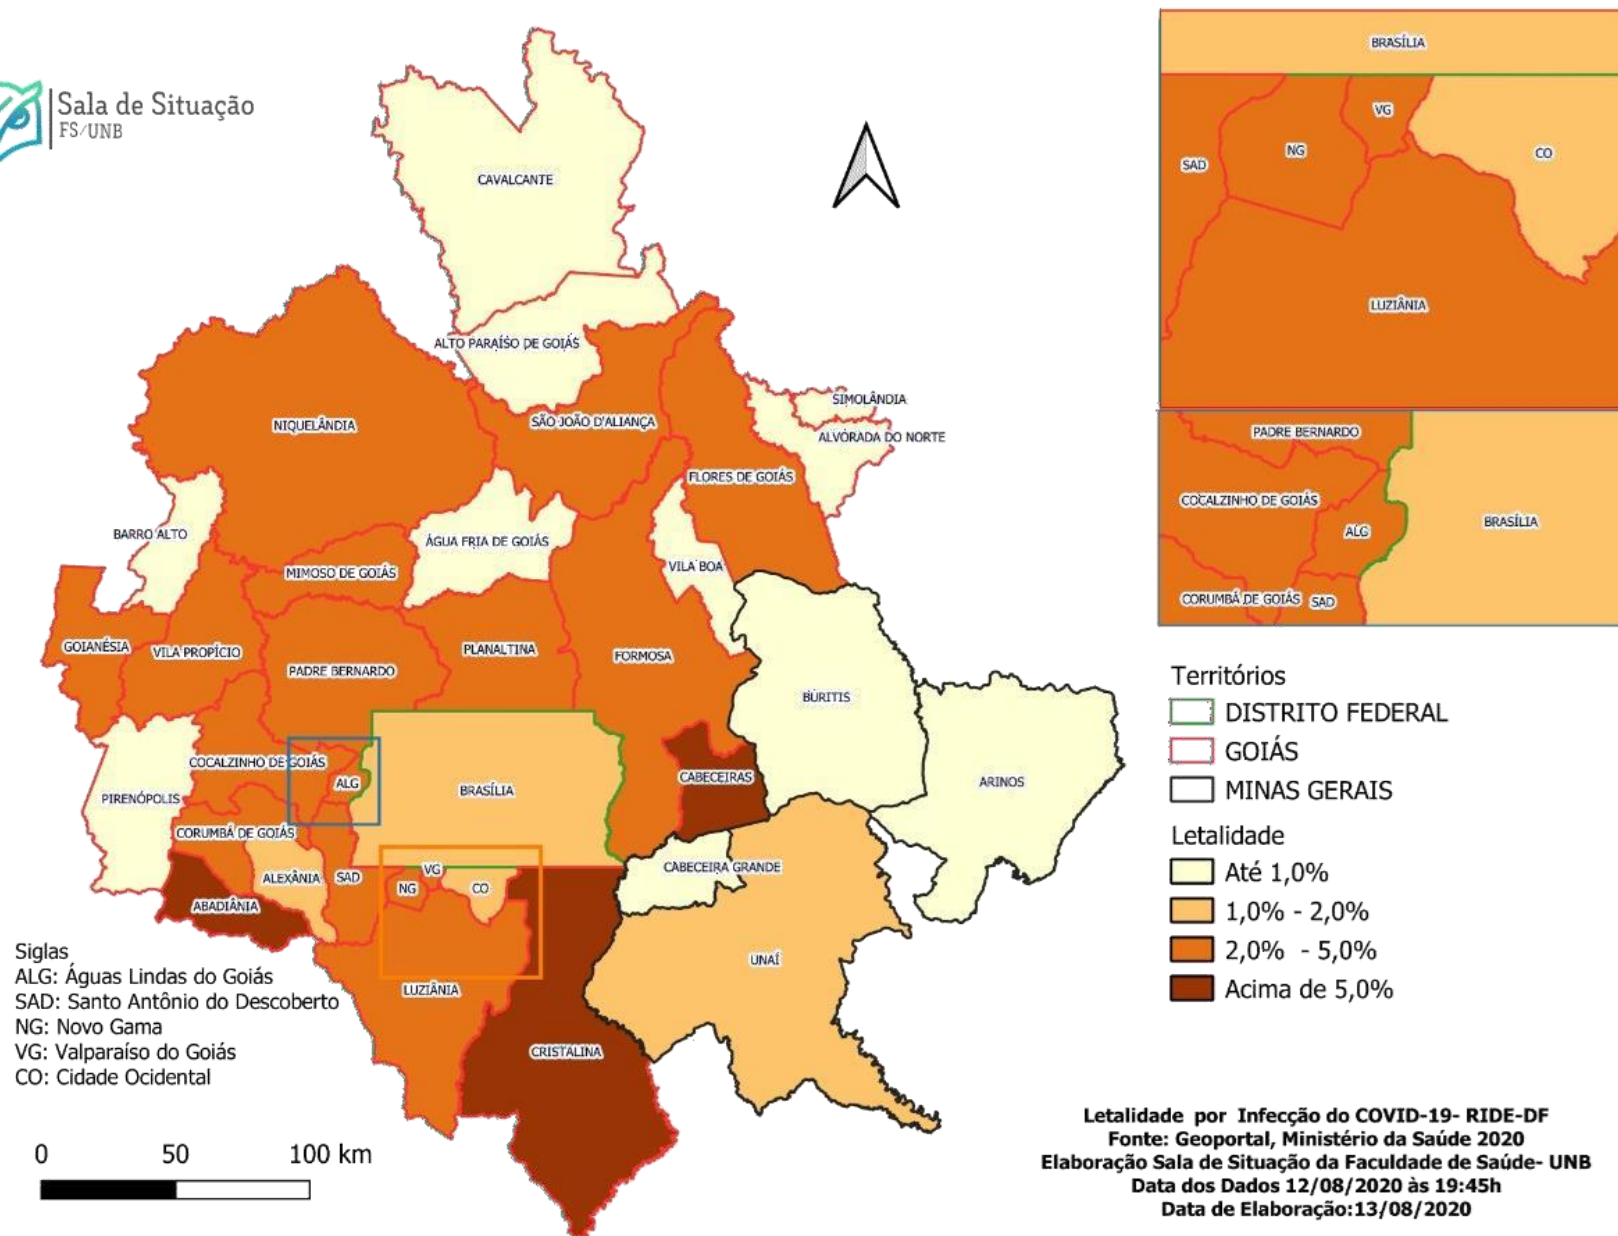 Sala de Situação
FS/UNB
CAVALCANTE
ALTO PARAÍSO DE GOIÁS
NIQUELÂNDIA
SÃO JOÃO D'ALIANÇA
SIMOLÂNDIA
ALVORADA DO NORTE
FLORES DE GOIÁS
BARRO ALTO
ÁGUA FRIA DE GOIÁS
MIMOSO DE GOIÁS
VILA BOA
GOIANÉSIA
VILA PROPÍCIO
PADRE BERNARDO
PLANALTINA
FORMOSA
BURITIS
COCALZINHO DE GOIÁS
ALG
BRASÍLIA
CABECEIRAS
ARINOS
PIRENÓPOLIS
CORUMBÁ DE GOIÁS
ALEXÂNIA
SAD
VG
NG
CO
CABECEIRA GRANDE
ABADIÂNIA
LUZIÂNIA
UNAÍ
CRISTALINA
Siglas
ALG: Águas Lindas do Goiás
SAD: Santo Antônio do Descoberto
NG: Novo Gama
VG: Valparaíso do Goiás
CO: Cidade Ocidental
0 50 100 km
BRASÍLIA
VG
NG
SAD
CO
LUZIÂNIA
PADRE BERNARDO
COCALZINHO DE GOIÁS
ALG
BRASÍLIA
CORUMBÁ DE GOIÁS
SAD
Territórios
DISTRITO FEDERAL
GOIÁS
MINAS GERAIS
Letalidade
Até 1,0%
1,0% - 2,0%
2,0% - 5,0%
Acima de 5,0%
Letalidade por Infecção do COVID-19- RIDE-DF
Fonte: Geoportal, Ministério da Saúde 2020
Elaboração Sala de Situação da Faculdade de Saúde- UNB
Data dos Dados 12/08/2020 às 19:45h
Data de Elaboração:13/08/2020